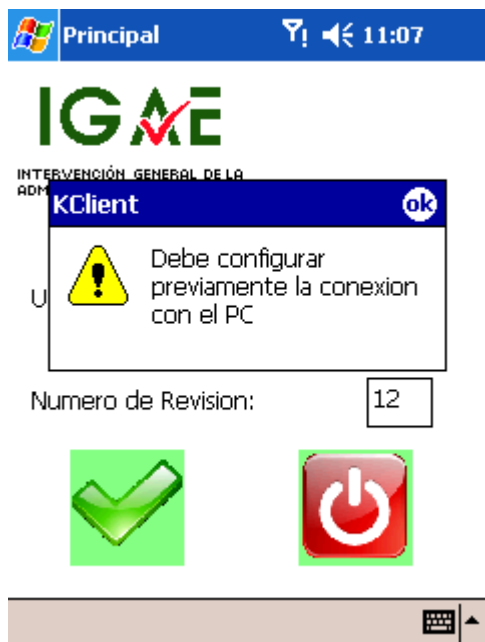 Principal 11:07
IGAE
INTERVENCIÓN GENERAL DE LA
ADM
KClient ok
Debe configurar
previamente la conexion
con el PC
U
Numero de Revision: 12